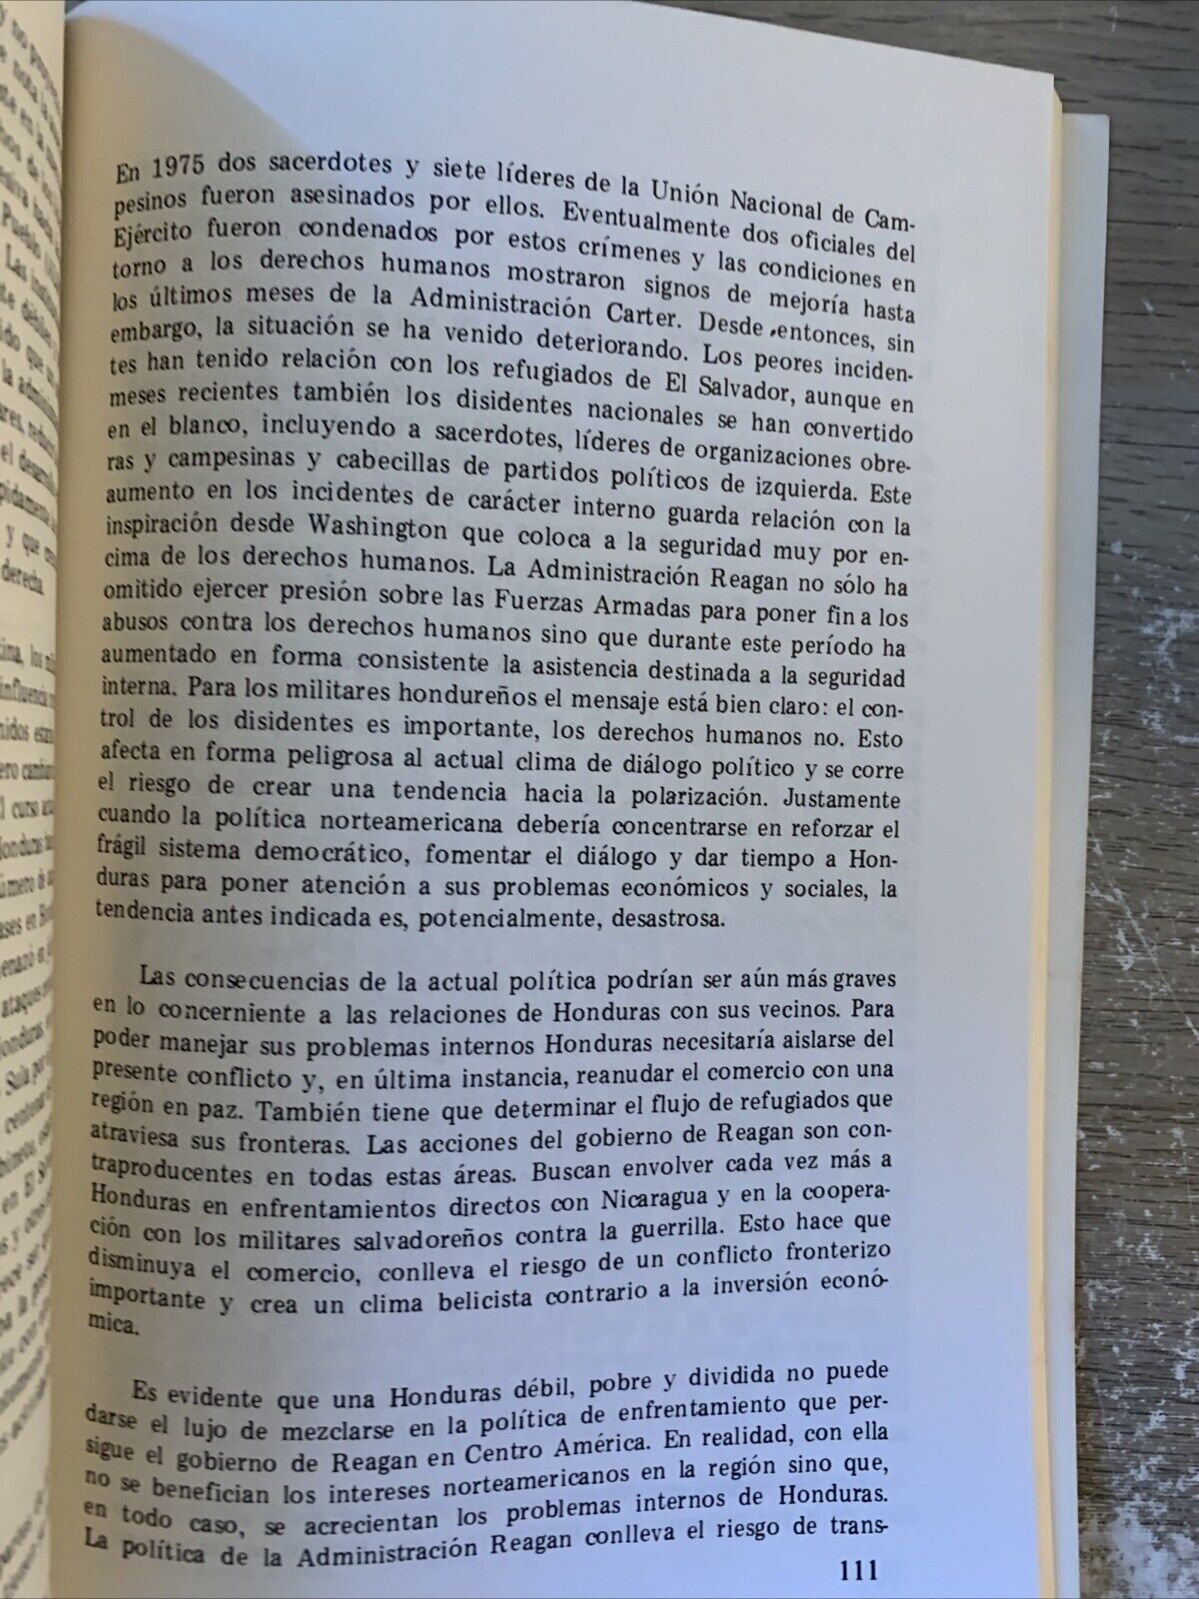 En 1975 dos sacerdotes y siete líderes de la Unión Nacional de Cam-
pesinos fueron asesinados por ellos. Eventualmente dos oficiales del
Ejército fueron condenados por estos crímenes y las condiciones en
torno a los derechos humanos mostraron signos de mejoría hasta
los últimos meses de la Administración Carter. Desde entonces, sin
embargo, la situación se ha venido deteriorando. Los peores inciden-
tes han tenido relación con los refugiados de El Salvador, aunque en
meses recientes también los disidentes nacionales se han convertido
en el blanco, incluyendo a sacerdotes, líderes de organizaciones obre-
ras y campesinas y cabecillas de partidos políticos de izquierda. Este
aumento en los incidentes de carácter interno guarda relación con la
inspiración desde Washington que coloca a la seguridad muy por en-
cima de los derechos humanos. La Administración Reagan no sólo ha
omitido ejercer presión sobre las Fuerzas Armadas para poner fin a los
abusos contra los derechos humanos sino que durante este período ha
aumentado en forma consistente la asistencia destinada a la seguridad
interna. Para los militares hondureños el mensaje está bien claro: el con-
trol de los disidentes es importante, los derechos humanos no. Esto
afecta en forma peligrosa al actual clima de diálogo político y se corre
el riesgo de crear una tendencia hacia la polarización. Justamente
cuando la política norteamericana debería concentrarse en reforzar el
frágil sistema democrático, fomentar el diálogo y dar tiempo a Hon-
duras para poner atención a sus problemas económicos y sociales, la
tendencia antes indicada es, potencialmente, desastrosa.
Las consecuencias de la actual política podrían ser aún más graves
en lo concerniente a las relaciones de Honduras con sus vecinos. Para
poder manejar sus problemas internos Honduras necesitaría aislarse del
presente conflicto y, en última instancia, reanudar el comercio con una
región en paz. También tiene que determinar el flujo de refugiados que
atraviesa sus fronteras. Las acciones del gobierno de Reagan son con-
traproducentes en todas estas áreas. Buscan envolver cada vez más a
Honduras en enfrentamientos directos con Nicaragua y en la coopera-
ción con los militares salvadoreños contra la guerrilla. Esto hace que
disminuya el comercio, conlleva el riesgo de un conflicto fronterizo
importante y crea un clima belicista contrario a la inversión econó-
mica.
Es evidente que una Honduras débil, pobre y dividida no puede
darse el lujo de mezclarse en la política de enfrentamiento que per-
sigue el gobierno de Reagan en Centro América. En realidad, con ella
no se benefician los intereses norteamericanos en la región sino que,
en todo caso, se acrecientan los problemas internos de Honduras.
La política de la Administración Reagan conlleva el riesgo de trans-
111